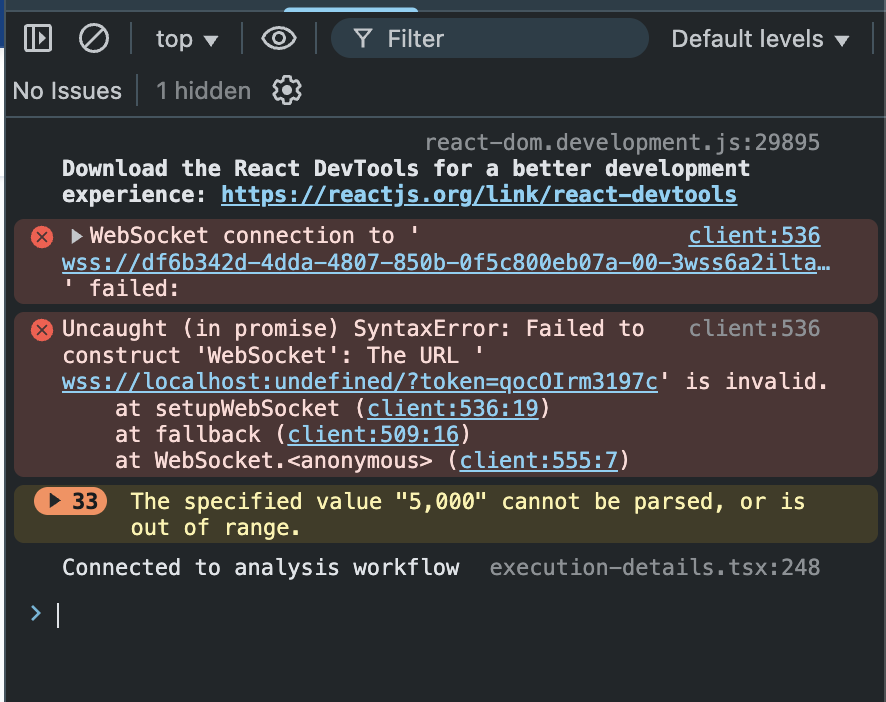 top ▼
Filter
Default levels ▼
No Issues
1 hidden
react-dom.development.js:29895
Download the React DevTools for a better development
experience: https://reactjs.org/link/react-devtools
▶WebSocket connection to ' client:536
wss://df6b342d-4dda-4807-850b-0f5c800eb07a-00-3wss6a2ilta…
' failed:
Uncaught (in promise) SyntaxError: Failed to client:536
construct 'WebSocket': The URL '
wss://localhost:undefined/?token=qocOIrm3197c' is invalid.
at setupWebSocket (client:536:19)
at fallback (client:509:16)
at WebSocket.<anonymous> (client:555:7)
▶ 33 The specified value "5,000" cannot be parsed, or is
out of range.
Connected to analysis workflow execution-details.tsx:248
>